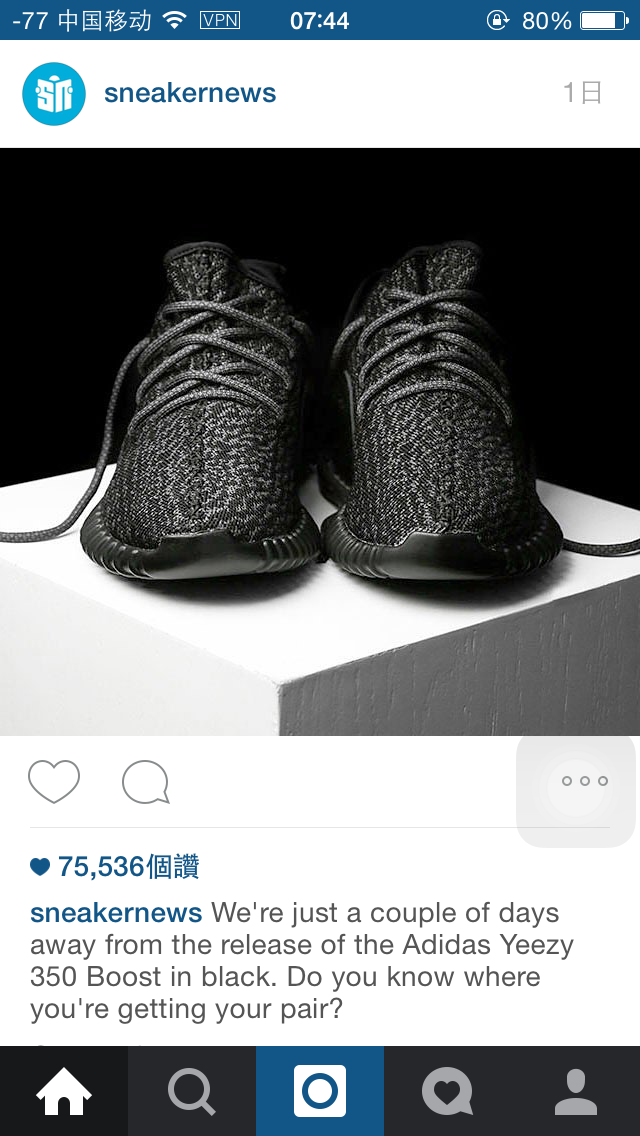 -77 中国移动 VPN 07:44 80%
sneakernews 1日
75,536個讚
sneakernews We're just a couple of days
away from the release of the Adidas Yeezy
350 Boost in black. Do you know where
you're getting your pair?